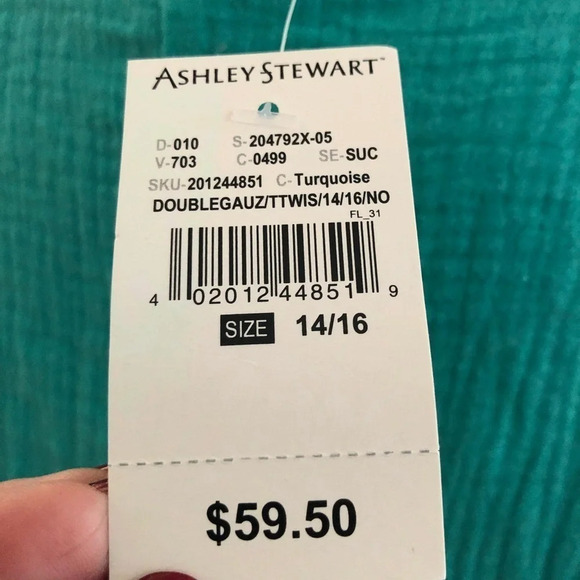 ASHLEY STEWART™
D-010 S-204792X-05
V-703 C-0499 SE-SUC
SKU-201244851 C-Turquoise
DOUBLEGAUZ/TTWIS/14/16/NO
FL_31
4 02012 44851 9
SIZE 14/16
$59.50